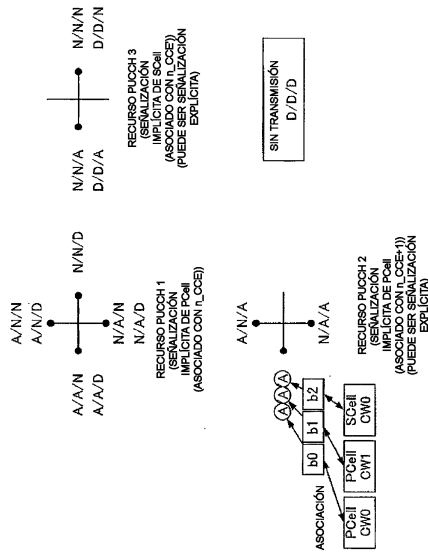 A/N/N
A/N/D
A/A/N
A/A/D
N/N/D
N/A/N
N/A/D
RECURSO PUCCH 1
(SEÑALIZACIÓN
IMPLÍCITA DE PCell
(ASOCIADO CON n_CCE))
N/N/A
D/D/A
N/N/N
D/D/N
RECURSO PUCCH 3
(SEÑALIZACIÓN
IMPLÍCITA DE SCell
(ASOCIADO CON n_CCE'))
(PUEDE SER SEÑALIZACIÓN
EXPLÍCITA)
A/N/A
A/A/A
N/A/A
ASOCIACIÓN
b0 b1 b2
PCell
CW0
PCell
CW1
SCell
CW0
RECURSO PUCCH 2
(SEÑALIZACIÓN
IMPLÍCITA DE PCell
(ASOCIADO CON n_CCE+1))
(PUEDE SER SEÑALIZACIÓN
EXPLÍCITA)
SIN TRANSMISIÓN
D/D/D